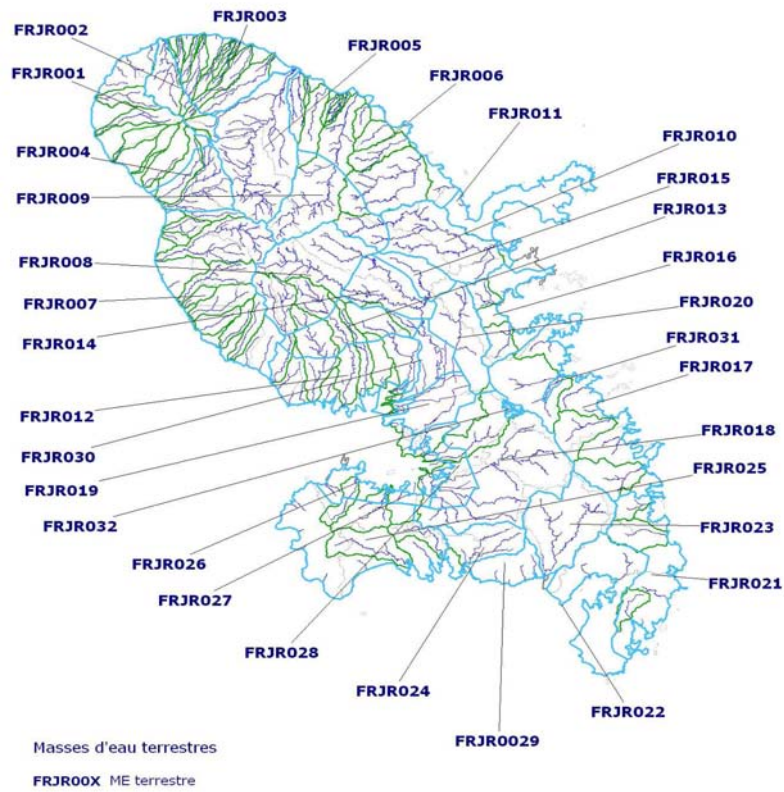 FRJR003
FRJR002
FRJR005
FRJR001
FRJR006
FRJR011
FRJR010
FRJR004
FRJR015
FRJR009
FRJR013
FRJR008
FRJR016
FRJR007
FRJR020
FRJR014
FRJR031
FRJR017
FRJR012
FRJR018
FRJR030
FRJR025
FRJR019
FRJR032
FRJR023
FRJR026
FRJR021
FRJR027
FRJR028
FRJR024
FRJR022
FRJR0029
Masses d'eau terrestres
FRJR00X ME terrestre